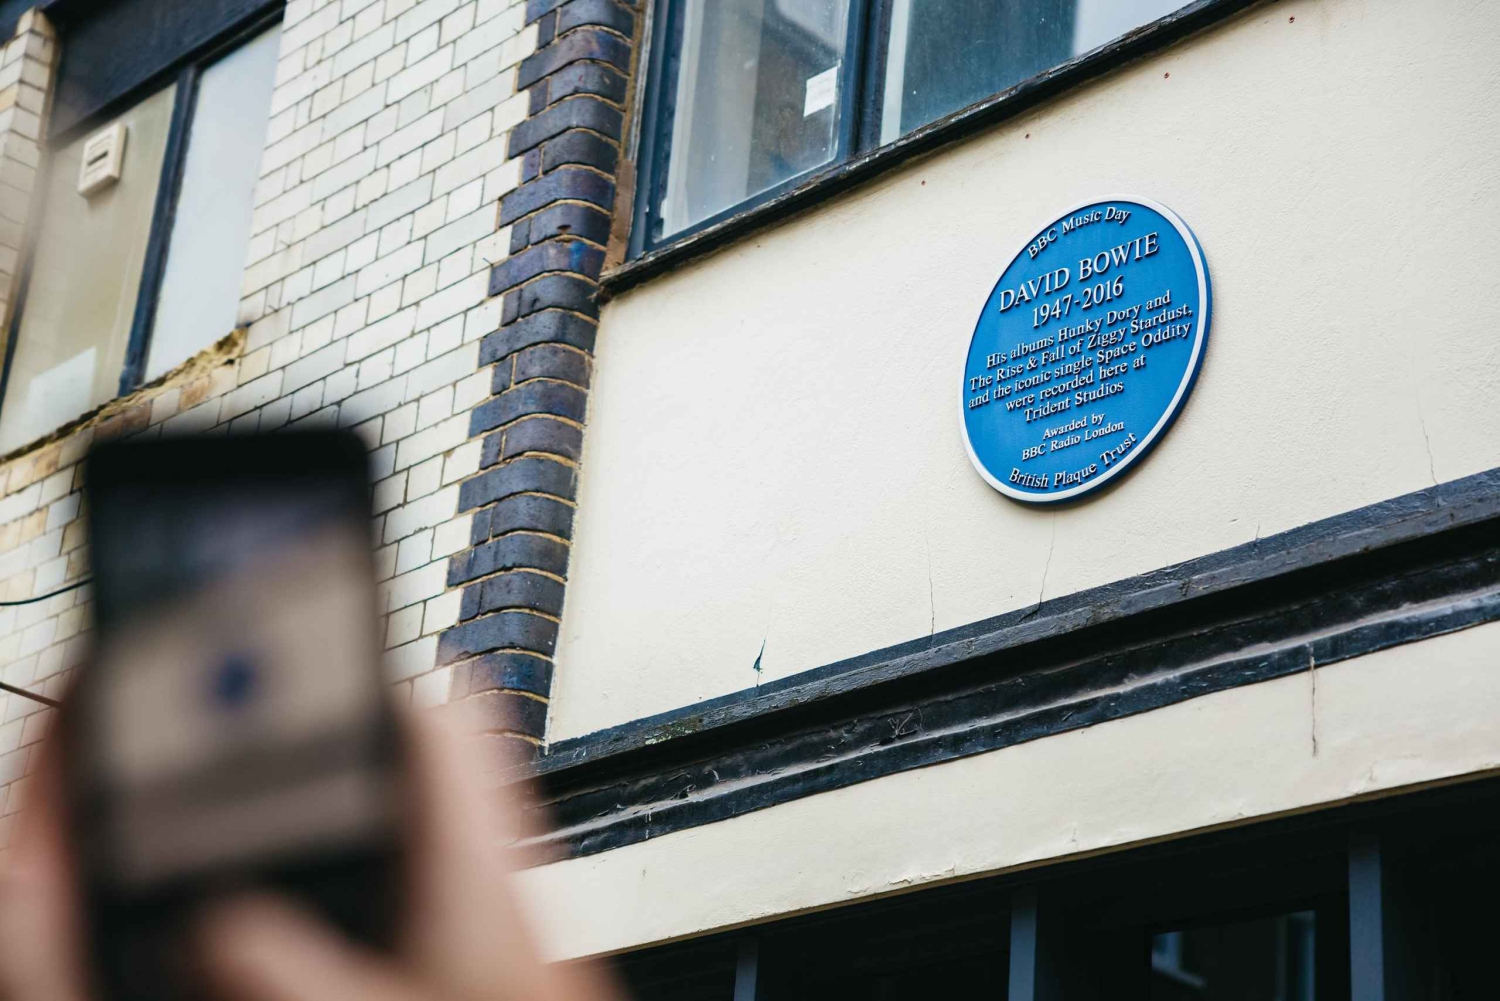 BBC Music Day
DAVID BOWIE
1947-2016
His albums Hunky Dory and
The Rise & Fall of Ziggy Stardust,
and the iconic single Space Oddity
were recorded here at
Trident Studios
Awarded by
BBC Radio London
British Plaque Trust